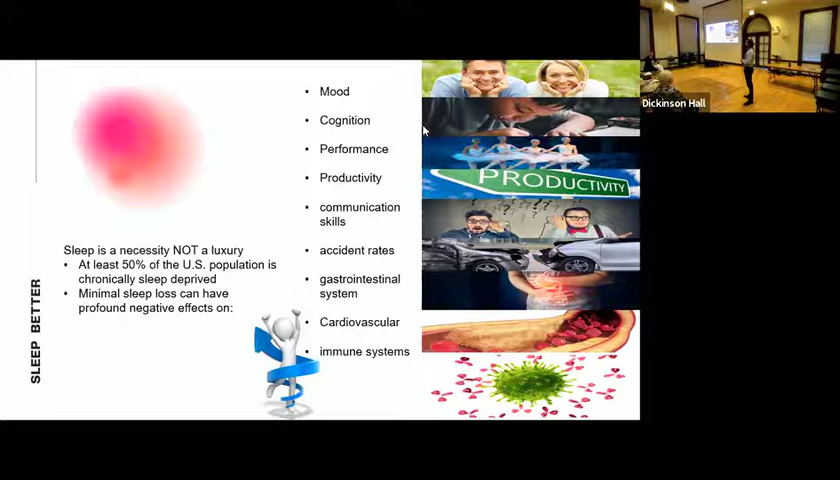 Sleep is a necessity NOT a luxury
• At least 50% of the U.S. population is
chronically sleep deprived
• Minimal sleep loss can have
profound negative effects on:
• Mood
• Cognition
• Performance
• Productivity
• communication
skills
• accident rates
• gastrointestinal
system
• Cardiovascular
• immune systems
PRODUCTIVITY
SLEEP BETTER
Dickinson Hall